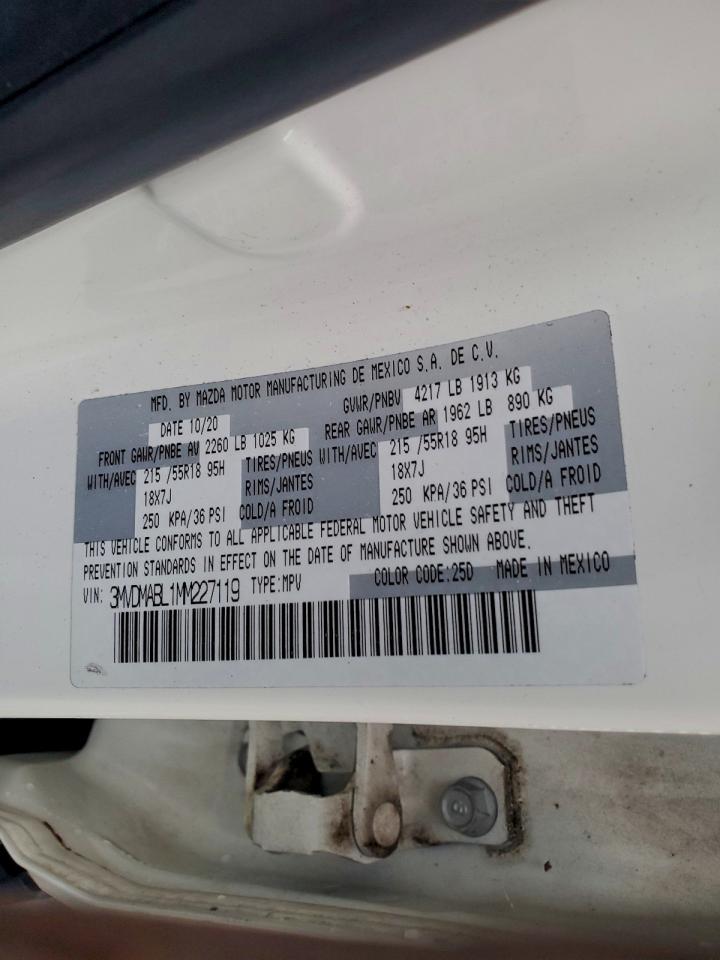 MFD. BY MAZDA MOTOR MANUFACTURING DE MEXICO S.A. DE C.V.
DATE 10/20 GVWR/PNBV 4217 LB 1913 KG
FRONT GAWR/PNBE AV 2260 LB 1025 KG REAR GAWR/PNBE AR 1962 LB 890 KG
WITH/AVEC 215 /55R18 95H TIRES/PNEUS WITH/AVEC 215 /55R18 95H TIRES/PNEUS
18X7J RIMS/JANTES 18X7J RIMS/JANTES
250 KPA/36 PSI COLD/A FROID 250 KPA/36 PSI COLD/A FROID
THIS VEHICLE CONFORMS TO ALL APPLICABLE FEDERAL MOTOR VEHICLE SAFETY AND THEFT
PREVENTION STANDARDS IN EFFECT ON THE DATE OF MANUFACTURE SHOWN ABOVE.
VIN: 3MVDMABL1MM227119 TYPE:MPV COLOR CODE:25D MADE IN MEXICO